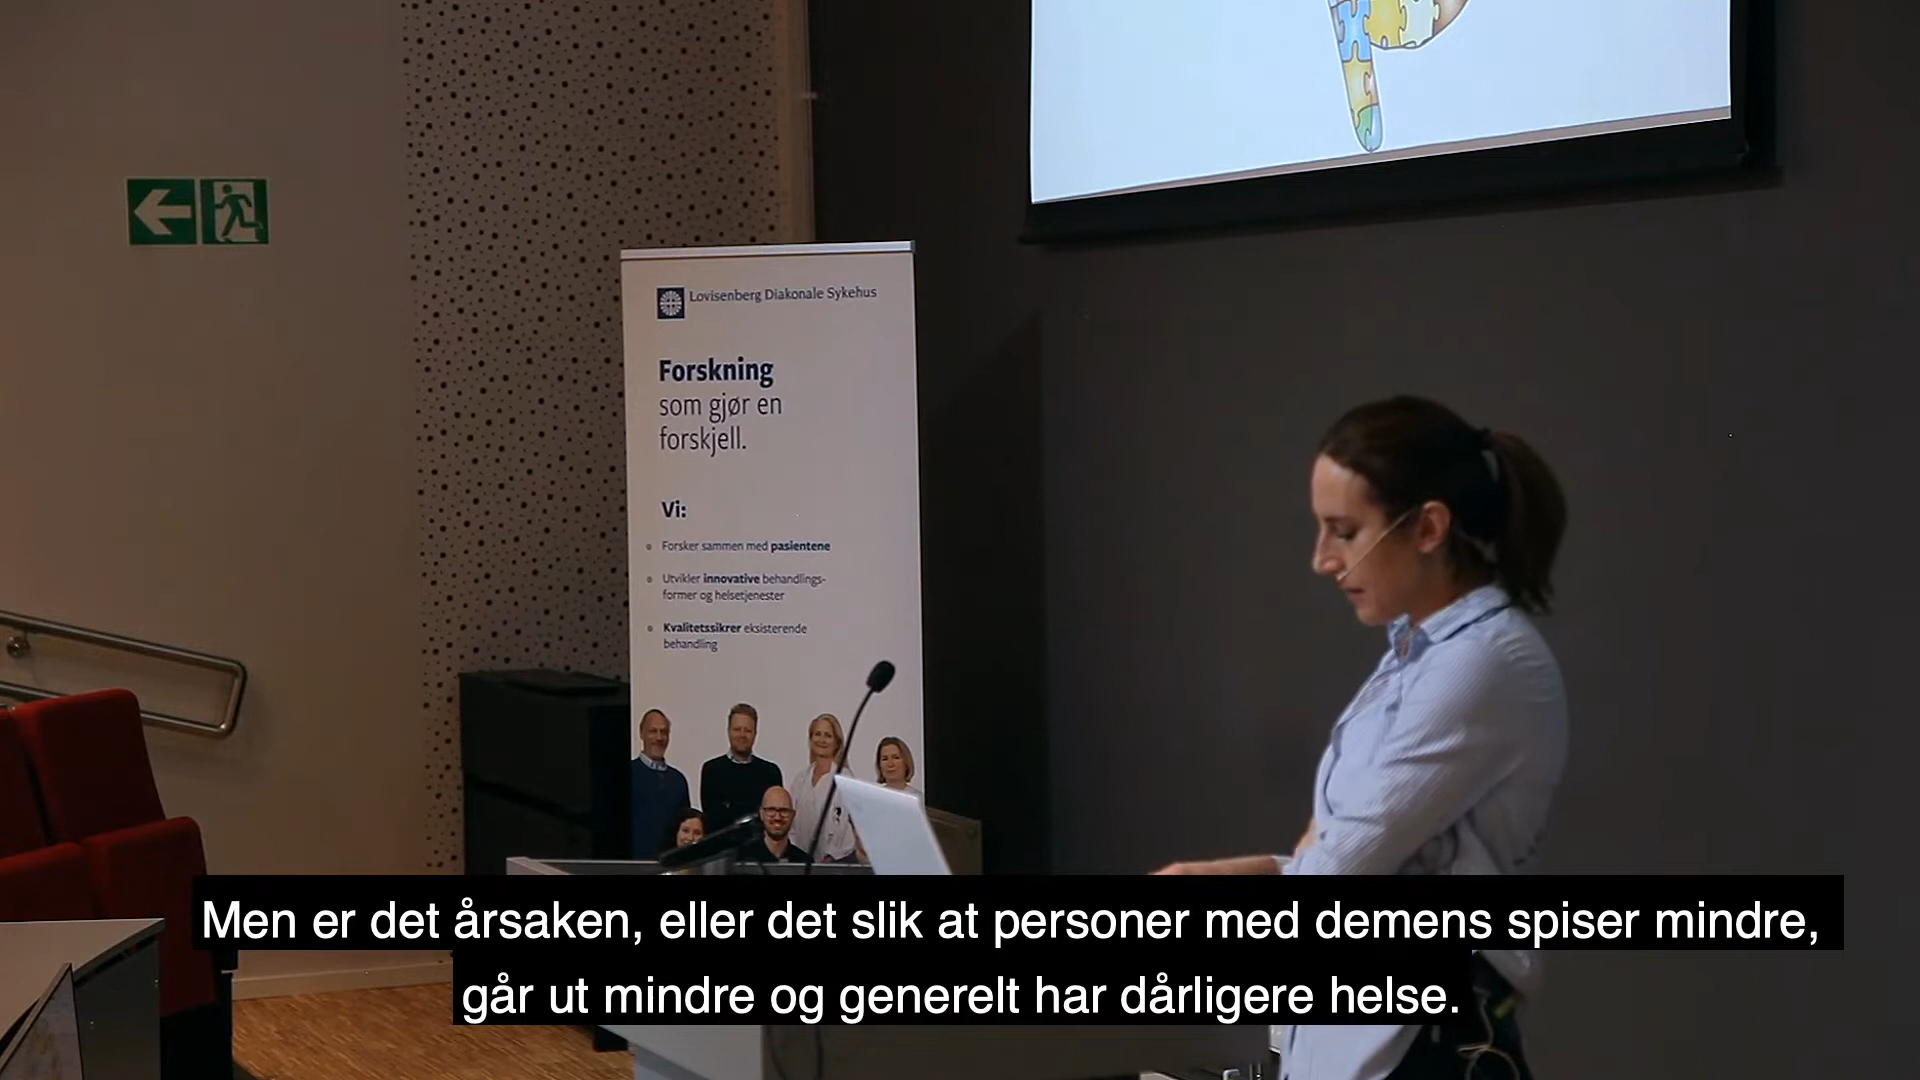 Lovisenberg Diakonale Sykehus
Forskning
som gjør en
forskjell.
Vi:
Forsker sammen med pasientene
Utvikler innovative behandlings-
former og helsetjenester
Kvalitetssikrer eksisterende
behandling
Men er det årsaken, eller det slik at personer med demens spiser mindre,
går ut mindre og generelt har dårligere helse.